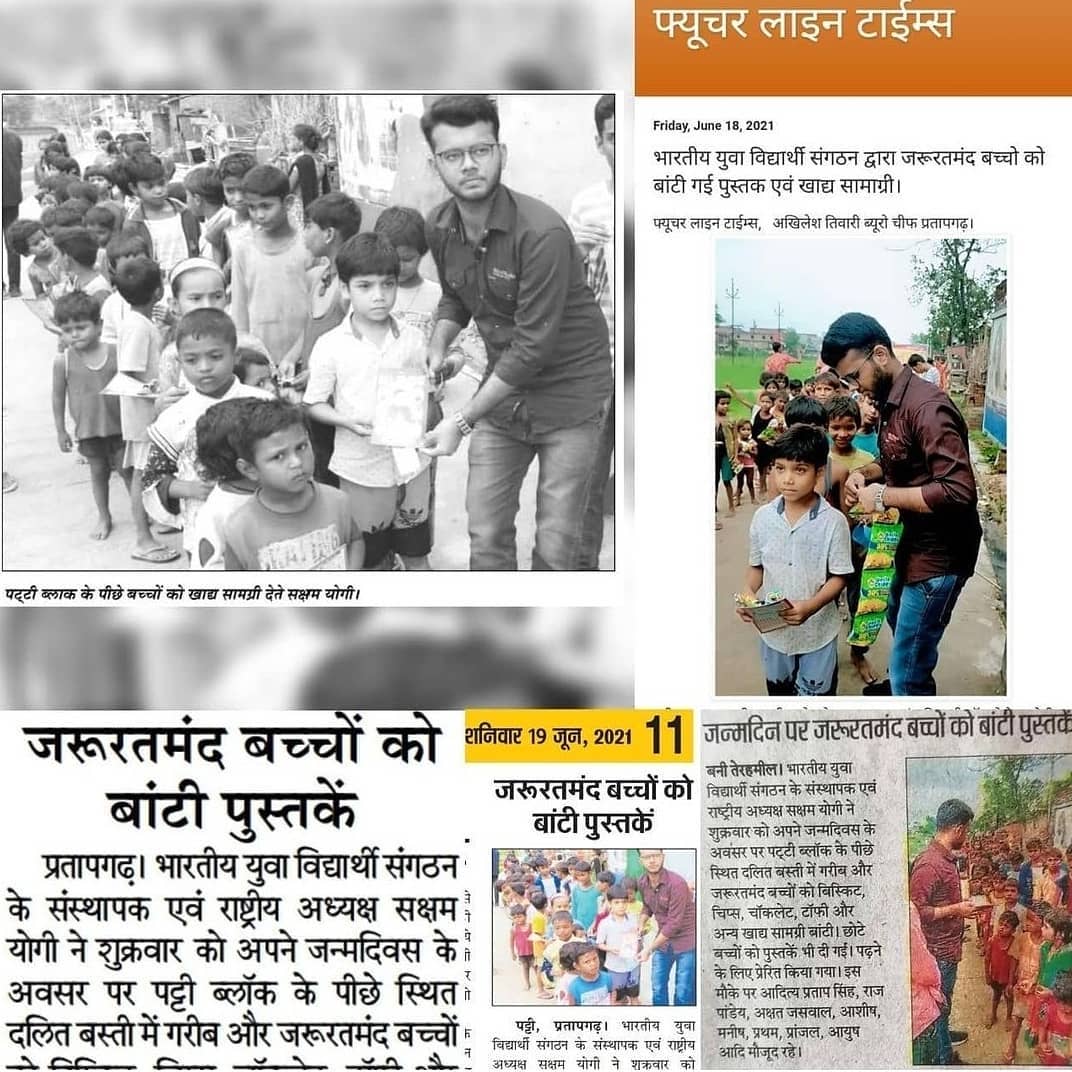 पट्टी ब्लाक के पीछे बच्चों को खाद्य सामग्री देते सक्षम योगी।
फ्यूचर लाइन टाईम्स
Friday, June 18, 2021
भारतीय युवा विद्यार्थी संगठन द्वारा जरूरतमंद बच्चो को
बांटी गई पुस्तक एवं खाद्य सामाग्री।
फ्यूचर लाइन टाईम्स, अखिलेश तिवारी ब्यूरो चीफ प्रतापगढ़।
जरूरतमंद बच्चों को
बांटी पुस्तकें
प्रतापगढ़। भारतीय युवा विद्यार्थी संगठन
के संस्थापक एवं राष्ट्रीय अध्यक्ष सक्षम
योगी ने शुक्रवार को अपने जन्मदिवस के
अवसर पर पट्टी ब्लॉक के पीछे स्थित
दलित बस्ती में गरीब और जरूरतमंद बच्चों
शनिवार 19 जून, 2021 11
जरूरतमंद बच्चों को
बांटी पुस्तकें
पट्टी, प्रतापगढ़। भारतीय युवा
विद्यार्थी संगठन के संस्थापक एवं राष्ट्रीय
अध्यक्ष सक्षम योगी ने शुक्रवार को
जन्मदिन पर जरूरतमंद बच्चों को बांटी पुस्तकें
बनी तेरहमील। भारतीय युवा
विद्यार्थी संगठन के संस्थापक एवं
राष्ट्रीय अध्यक्ष सक्षम योगी ने
शुक्रवार को अपने जन्मदिवस के
अवसर पर पट्टी ब्लॉक के पीछे
स्थित दलित बस्ती में गरीब और
जरूरतमंद बच्चों को बिस्किट,
चिप्स, चॉकलेट, टॉफी और
अन्य खाद्य सामग्री बांटी। छोटे
बच्चों को पुस्तकें भी दी गई। पढ़ने
के लिए प्रेरित किया गया। इस
मौके पर आदित्य प्रताप सिंह, राज
पांडेय, अक्षत जसवाल, आशीष,
मनीष, प्रथम, प्रांजल, आयुष
आदि मौजूद रहे।